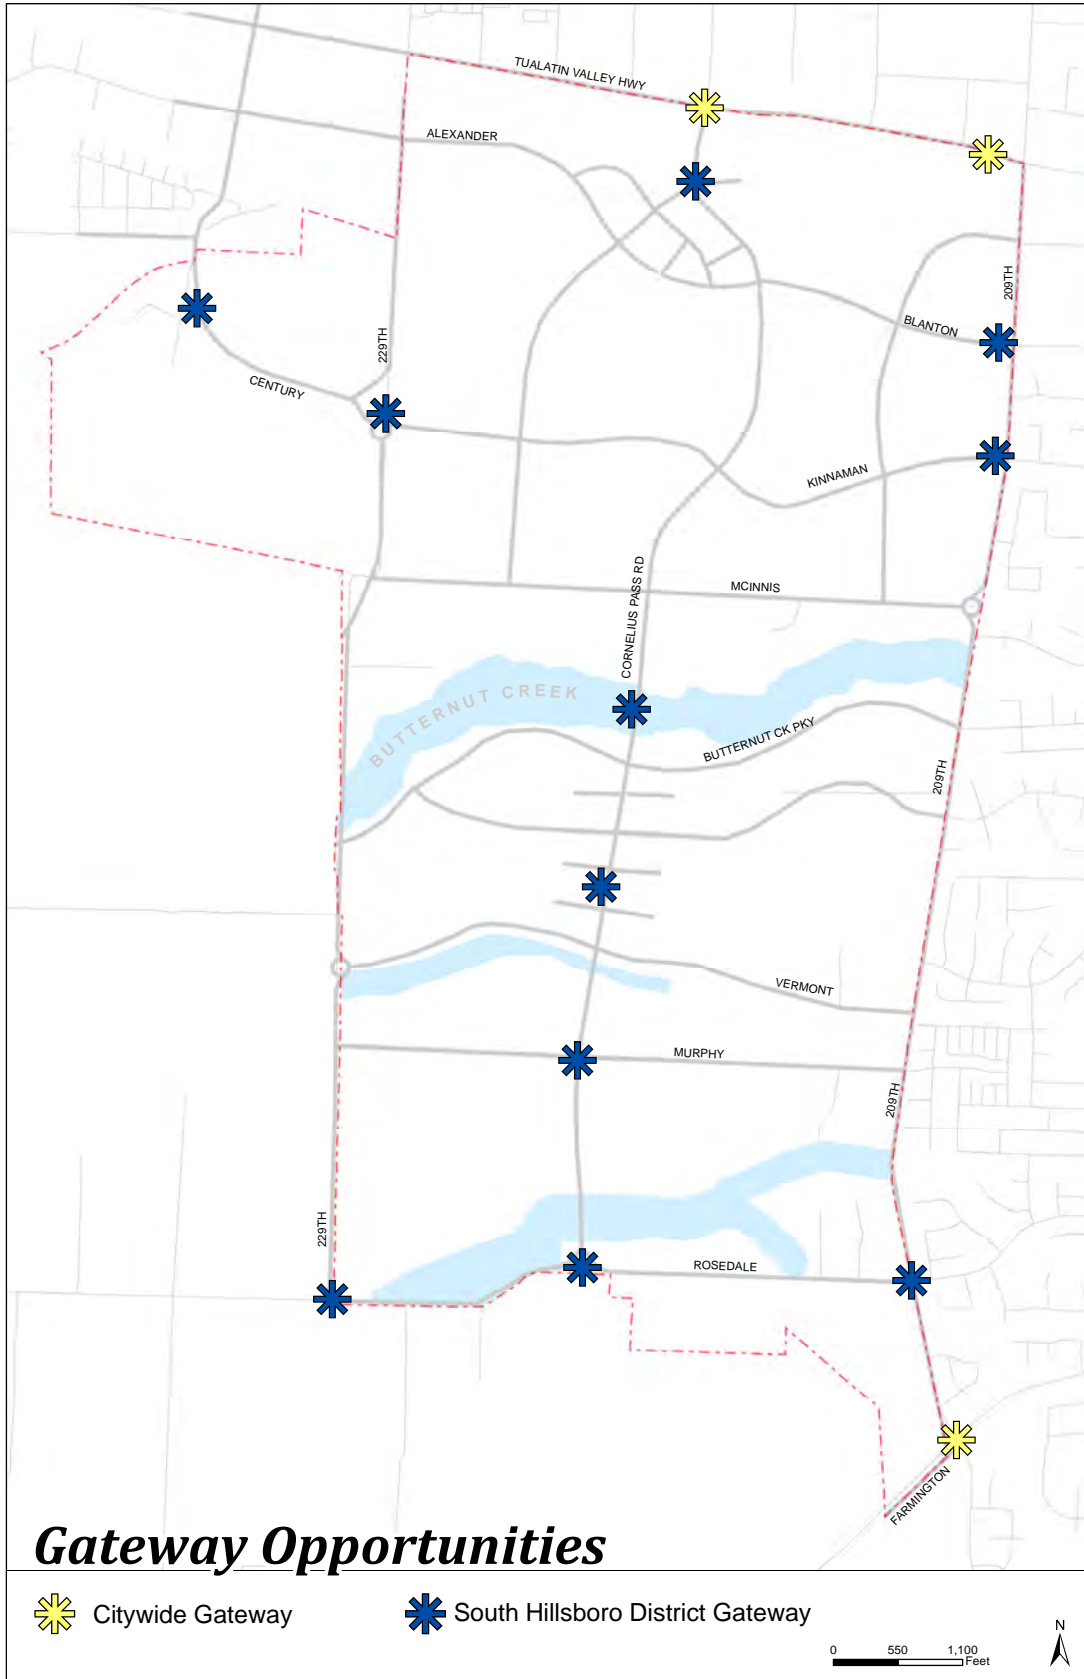 TUALATIN VALLEY HWY
ALEXANDER
209TH
BLANTON
229TH
CENTURY
KINNAMAN
CORNELIUS PASS RD
MCINNIS
BUTTERNUT CREEK
BUTTERNUT CK PKY
209TH
VERMONT
MURPHY
209TH
229TH
ROSEDALE
FARMINGTON
Gateway Opportunities
Citywide Gateway
South Hillsboro District Gateway
0 550 1,100
Feet
N